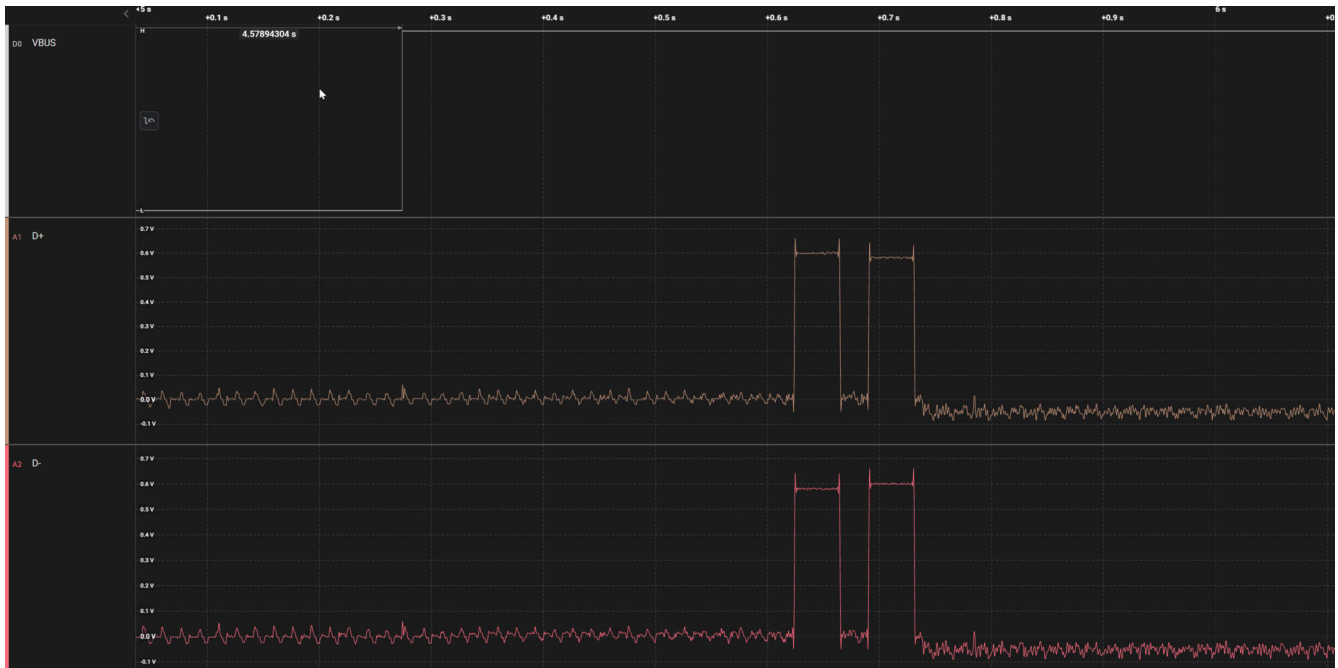 +5 s
+0.1 s +0.2 s +0.3 s +0.4 s +0.5 s +0.6 s +0.7 s +0.8 s +0.9 s 6 s +0
D0 VBUS
H
4.57894304 s
L
A1 D+
0.7 V
0.6 V
0.5 V
0.4 V
0.3 V
0.2 V
0.1 V
0.0 V
-0.1 V
A2 D-
0.7 V
0.6 V
0.5 V
0.4 V
0.3 V
0.2 V
0.1 V
0.0 V
-0.1 V